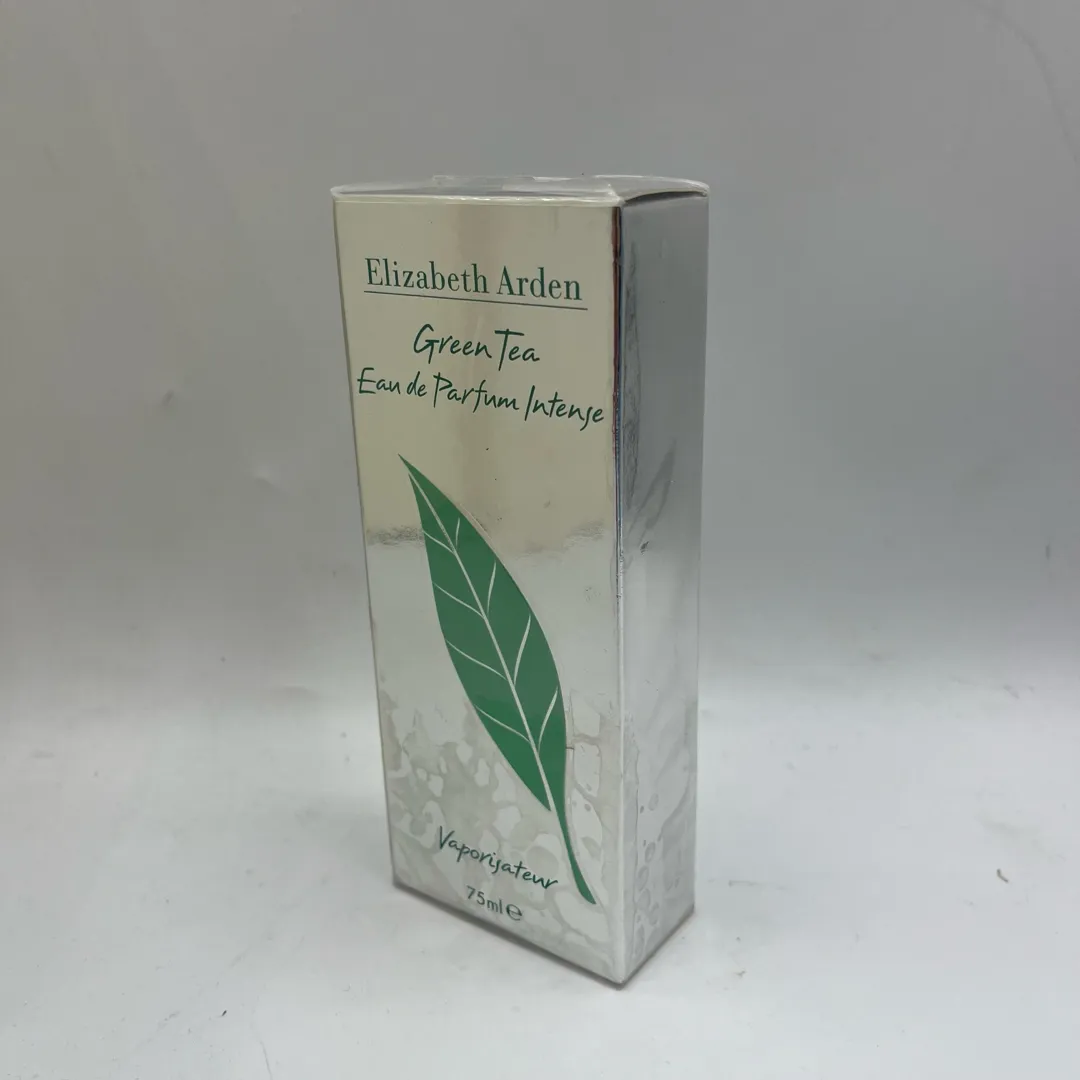 Elizabeth Arden
Green Tea
Eau de Parfum Intense
Vaporisateur
75ml ℮